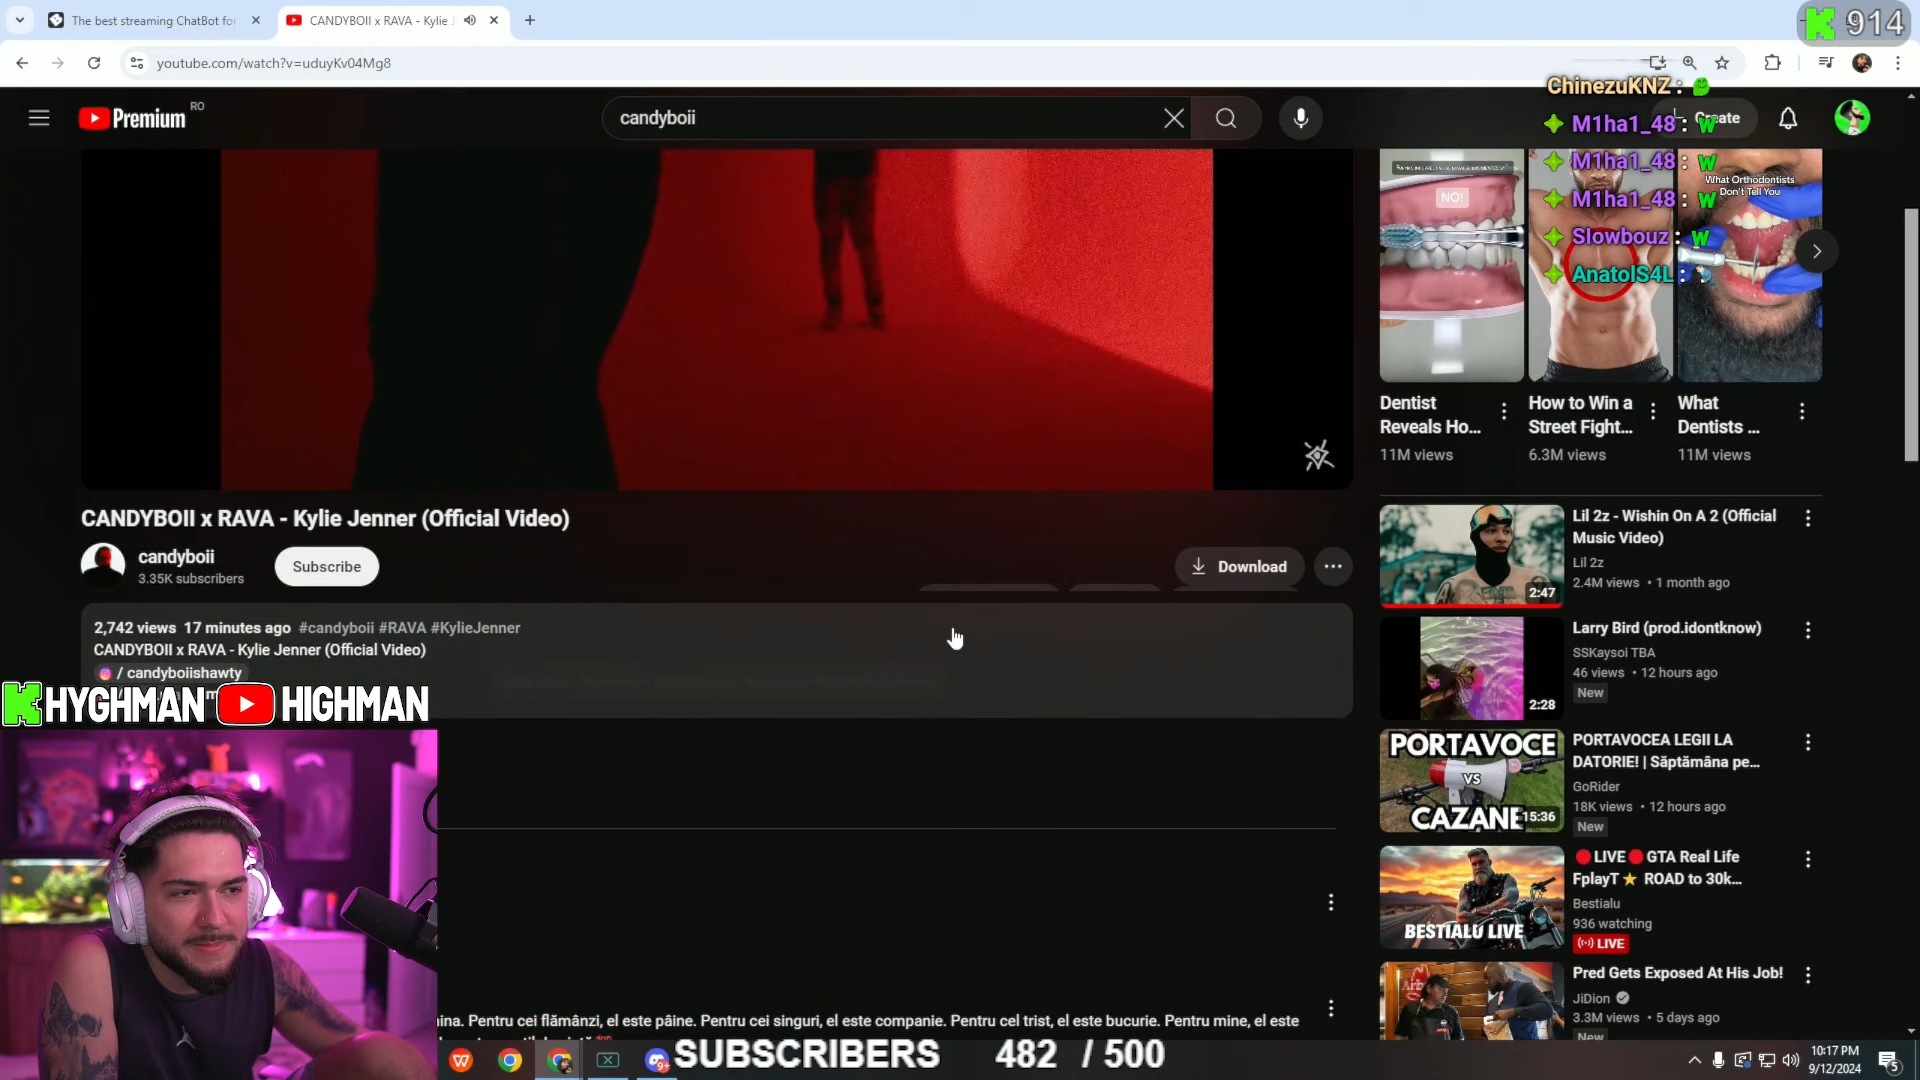 The best streaming ChatBot fo
CANDYBOII x RAVA - Kylie J
914
youtube.com/watch?v=uduyKv04Mg8
ChinezuKNZ :
Premium RO
candyboii
Create
M1ha1_48 : W
M1ha1_48 : W
M1ha1_48 : W
Slowbouz : W
AnatolS4L :
NO!
What Orthodontists
Don't Tell You
Dentist
Reveals Ho...
11M views
How to Win a
Street Fight...
6.3M views
What
Dentists ...
11M views
CANDYBOII x RAVA - Kylie Jenner (Official Video)
candyboii
3.35K subscribers
Subscribe
Download
2,742 views 17 minutes ago #candyboii #RAVA #KylieJenner
CANDYBOII x RAVA - Kylie Jenner (Official Video)
/ candyboiishawty
HYGHMAN HIGHMAN
Lil 2z - Wishin On A 2 (Official
Music Video)
Lil 2z
2.4M views • 1 month ago
2:47
Larry Bird (prod.idontknow)
SSKaysoi TBA
46 views • 12 hours ago
New
2:28
PORTAVOCE
VS
CAZANE
15:36
PORTAVOCEA LEGII LA
DATORIE! | Săptămâna pe...
GoRider
18K views • 12 hours ago
New
BESTIALU LIVE
LIVE GTA Real Life
FplayT ROAD to 30k...
Bestialu
936 watching
LIVE
Pred Gets Exposed At His Job!
JiDion
3.3M views • 5 days ago
New
ina. Pentru cei flămânzi, el este pâine. Pentru cei singuri, el este companie. Pentru cel trist, el este bucurie. Pentru mine, el este
SUBSCRIBERS 482 / 500
10:17 PM
9/12/2024
5